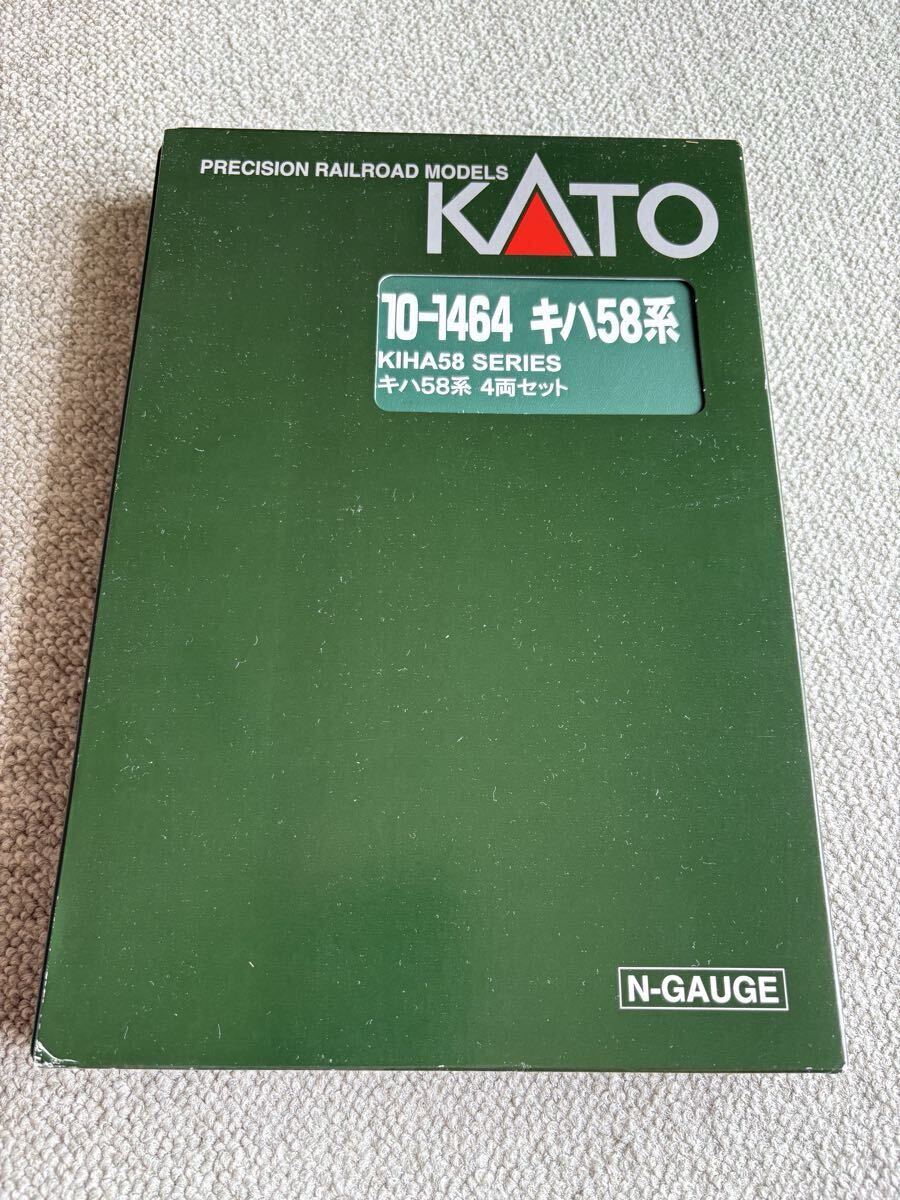 PRECISION RAILROAD MODELS
KATO
10-1464 キハ58系
KIHA58 SERIES
キハ58系 4両セット
N-GAUGE